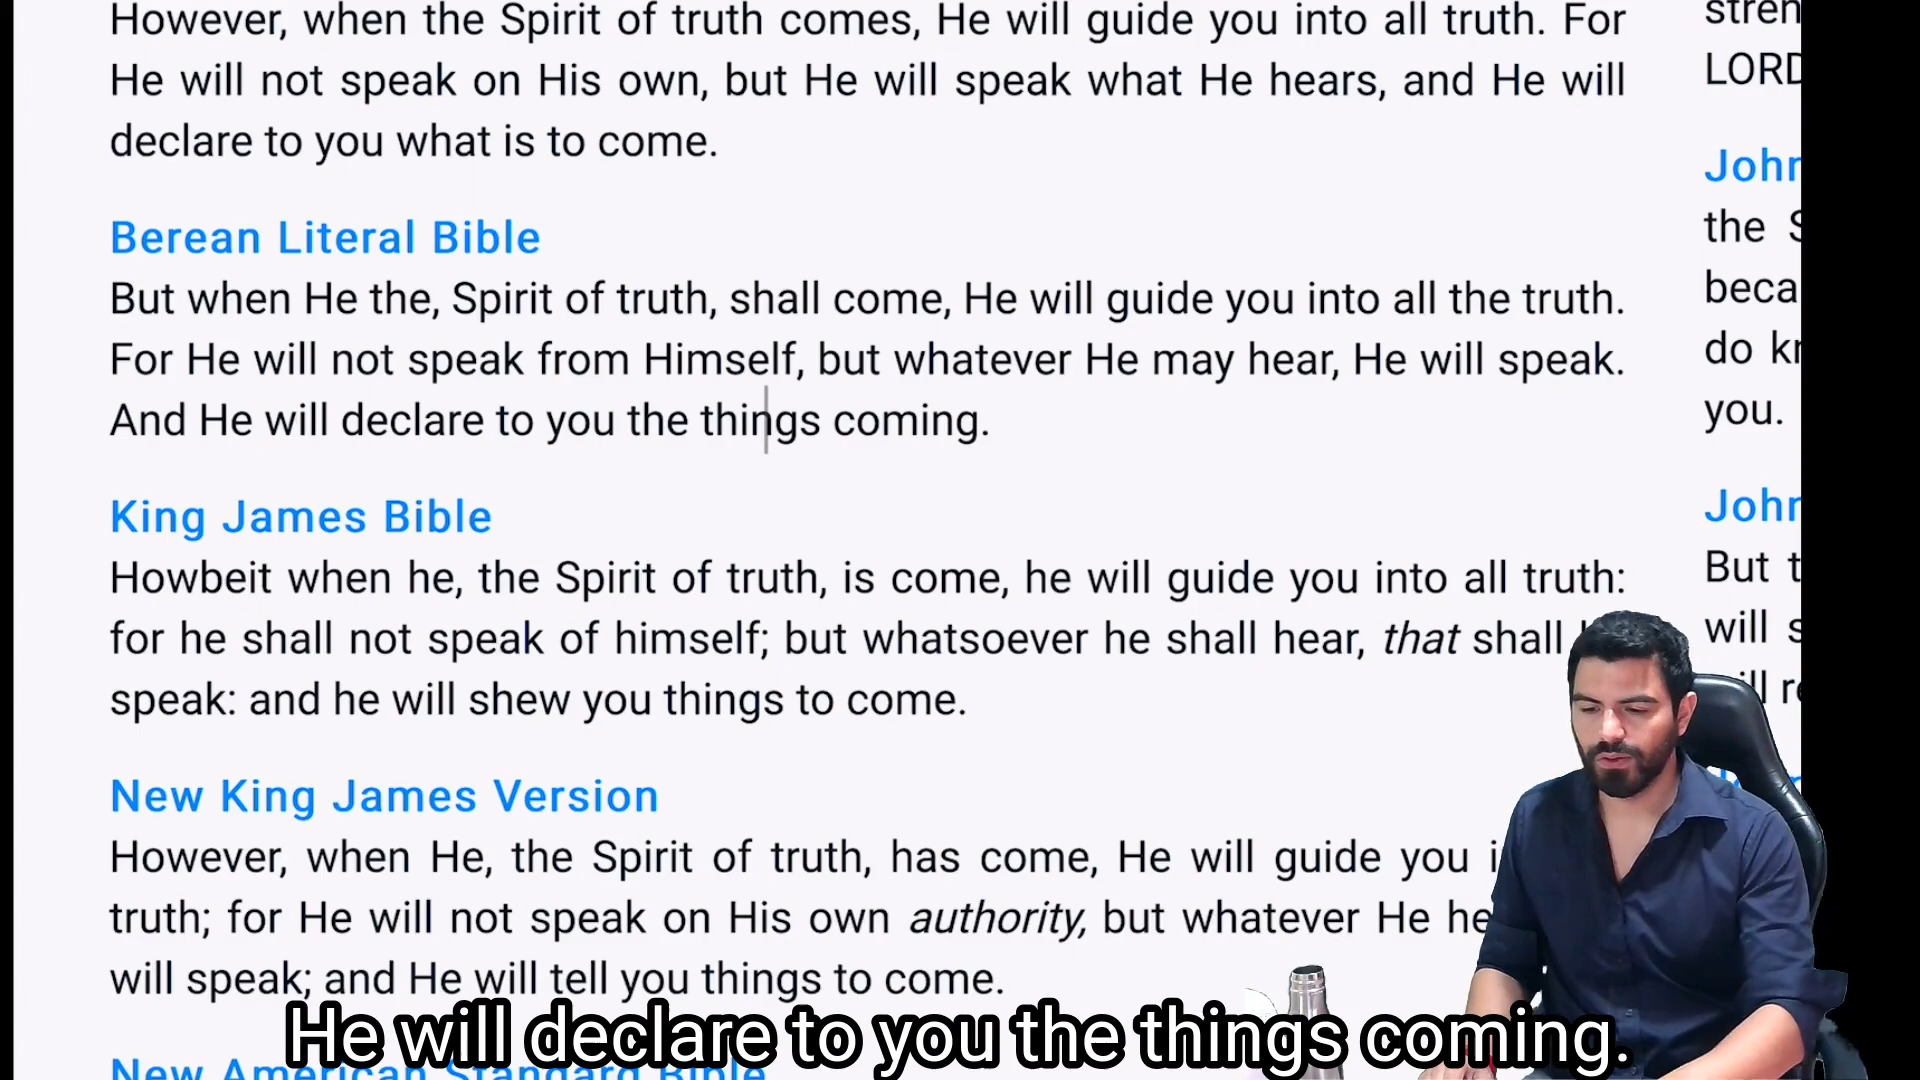 However, when the Spirit of truth comes, He will guide you into all truth. For
He will not speak on His own, but He will speak what He hears, and He will
declare to you what is to come.
Berean Literal Bible
But when He the, Spirit of truth, shall come, He will guide you into all the truth.
For He will not speak from Himself, but whatever He may hear, He will speak.
And He will declare to you the things coming.
King James Bible
Howbeit when he, the Spirit of truth, is come, he will guide you into all truth:
for he shall not speak of himself; but whatsoever he shall hear, that shall
speak: and he will shew you things to come.
New King James Version
However, when He, the Spirit of truth, has come, He will guide you
truth; for He will not speak on His own authority, but whatever He
will speak; and He will tell you things to come.
New American Standard Bible
LORD
the
you.
But
will
He will declare to you the things coming.